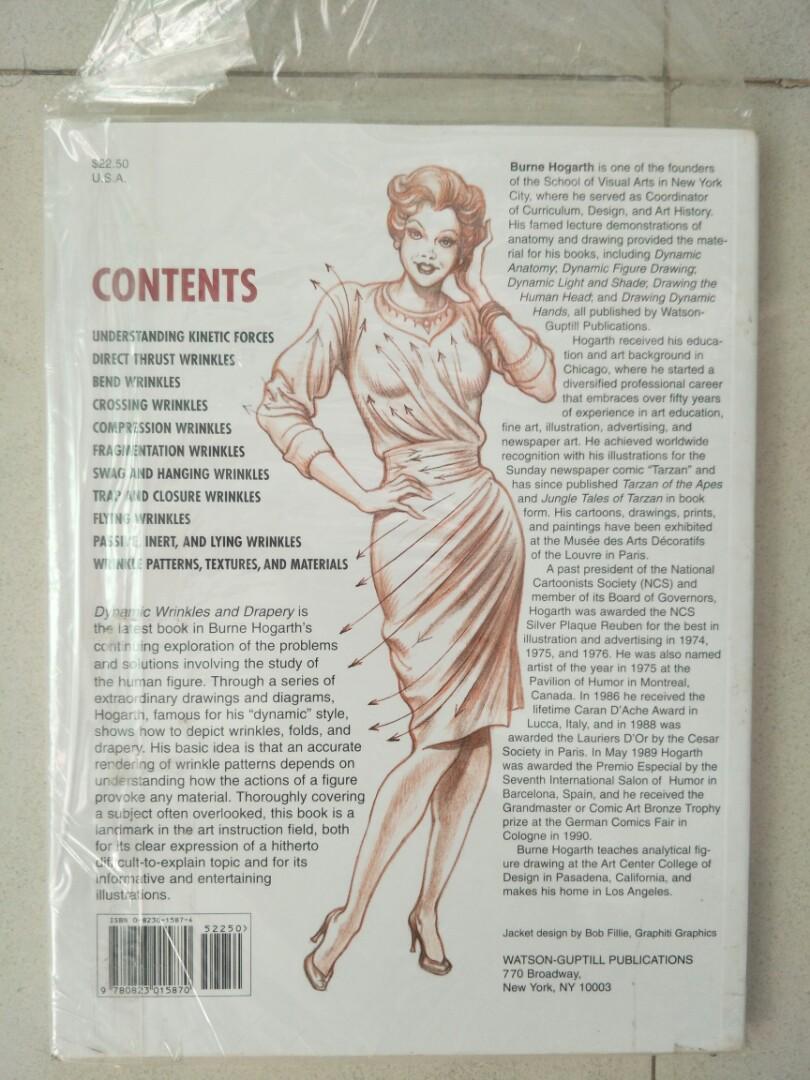 $22.50
U.S.A.
CONTENTS
UNDERSTANDING KINETIC FORCES
DIRECT THRUST WRINKLES
BEND WRINKLES
CROSSING WRINKLES
COMPRESSION WRINKLES
FRAGMENTATION WRINKLES
SWAG AND HANGING WRINKLES
TRAP AND CLOSURE WRINKLES
FLYING WRINKLES
PASSIVE, INERT, AND LYING WRINKLES
WRINKLE PATTERNS, TEXTURES, AND MATERIALS
Dynamic Wrinkles and Drapery is
the latest book in Burne Hogarth's
continuing exploration of the problems
and solutions involving the study of
the human figure. Through a series of
extraordinary drawings and diagrams,
Hogarth, famous for his "dynamic" style,
shows how to depict wrinkles, folds, and
drapery. His basic idea is that an accurate
rendering of wrinkle patterns depends on
understanding how the actions of a figure
provoke any material. Thoroughly covering
a subject often overlooked, this book is a
landmark in the art instruction field, both
for its clear expression of a hitherto
difficult-to-explain topic and for its
informative and entertaining
illustrations.
ISBN 0-8230-1587-4
52250
9 780823 015870
Burne Hogarth is one of the founders
of the School of Visual Arts in New York
City, where he served as Coordinator
of Curriculum, Design, and Art History.
His famed lecture demonstrations of
anatomy and drawing provided the mate-
rial for his books, including Dynamic
Anatomy; Dynamic Figure Drawing;
Dynamic Light and Shade; Drawing the
Human Head; and Drawing Dynamic
Hands, all published by Watson-
Guptill Publications.
Hogarth received his educa-
tion and art background in
Chicago, where he started a
diversified professional career
that embraces over fifty years
of experience in art education,
fine art, illustration, advertising, and
newspaper art. He achieved worldwide
recognition with his illustrations for the
Sunday newspaper comic "Tarzan" and
has since published Tarzan of the Apes
and Jungle Tales of Tarzan in book
form. His cartoons, drawings, prints,
and paintings have been exhibited
at the Musée des Arts Décoratifs
of the Louvre in Paris.
A past president of the National
Cartoonists Society (NCS) and
member of its Board of Governors,
Hogarth was awarded the NCS
Silver Plaque Reuben for the best in
illustration and advertising in 1974,
1975, and 1976. He was also named
artist of the year in 1975 at the
Pavilion of Humor in Montreal,
Canada. In 1986 he received the
lifetime Caran D'Ache Award in
Lucca, Italy, and in 1988 was
awarded the Lauriers D'Or by the Cesar
Society in Paris. In May 1989 Hogarth
was awarded the Premio Especial by the
Seventh International Salon of Humor in
Barcelona, Spain, and he received the
Grandmaster or Comic Art Bronze Trophy
prize at the German Comics Fair in
Cologne in 1990.
Burne Hogarth teaches analytical fig-
ure drawing at the Art Center College of
Design in Pasadena, California, and
makes his home in Los Angeles.
Jacket design by Bob Fillie, Graphiti Graphics
WATSON-GUPTILL PUBLICATIONS
770 Broadway,
New York, NY 10003